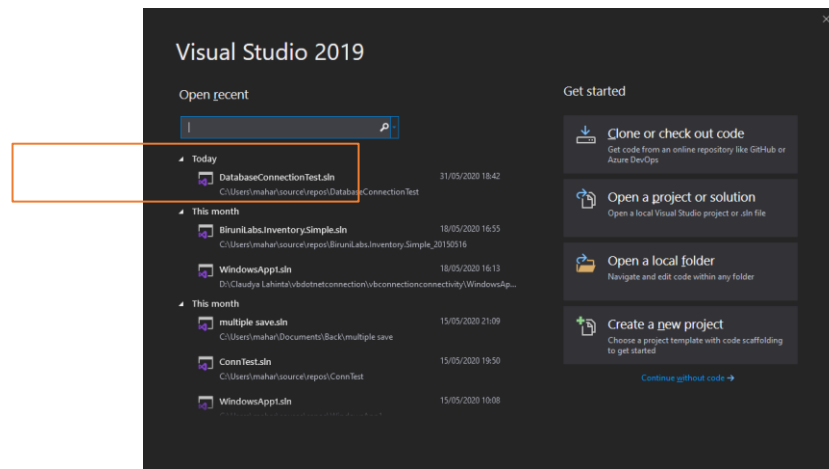 Visual Studio 2019
Open recent
Today
DatabaseConnectionTest.sln 31/05/2020 18:42
C:\Users\mahar\source\repos\DatabaseConnectionTest
This month
BiruniLabs.Inventory.Simple.sln 18/05/2020 16:55
C:\Users\mahar\source\repos\BiruniLabs.Inventory.Simple_20150516
WindowsApp1.sln 18/05/2020 16:13
D:\Claudya Lahinta\vbdotnetconnection\vbconnectionconnectivity\WindowsAp...
This month
multiple save.sln 15/05/2020 21:09
C:\Users\mahar\Documents\Back\multiple save
ConnTest.sln 15/05/2020 19:50
C:\Users\mahar\source\repos\ConnTest
WindowsApp1.sln 15/05/2020 10:08
Get started
Clone or check out code
Get code from an online repository like GitHub or
Azure DevOps
Open a project or solution
Open a local Visual Studio project or .sln file
Open a local folder
Navigate and edit code within any folder
Create a new project
Choose a project template with code scaffolding
to get started
Continue without code →